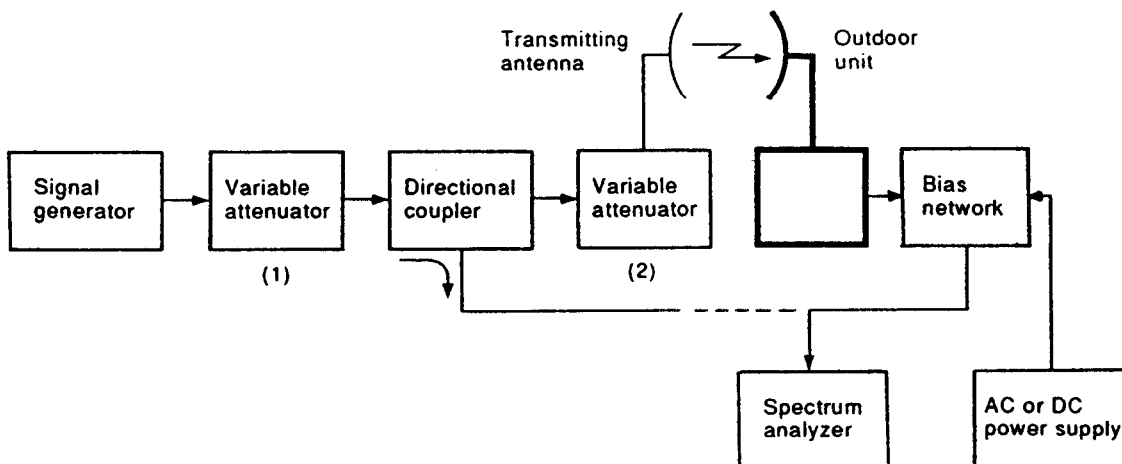 Transmitting
antenna
Outdoor
unit
Signal
generator
Variable
attenuator
Directional
coupler
Variable
attenuator
Bias
network
(1)
(2)
Spectrum
analyzer
AC or DC
power supply